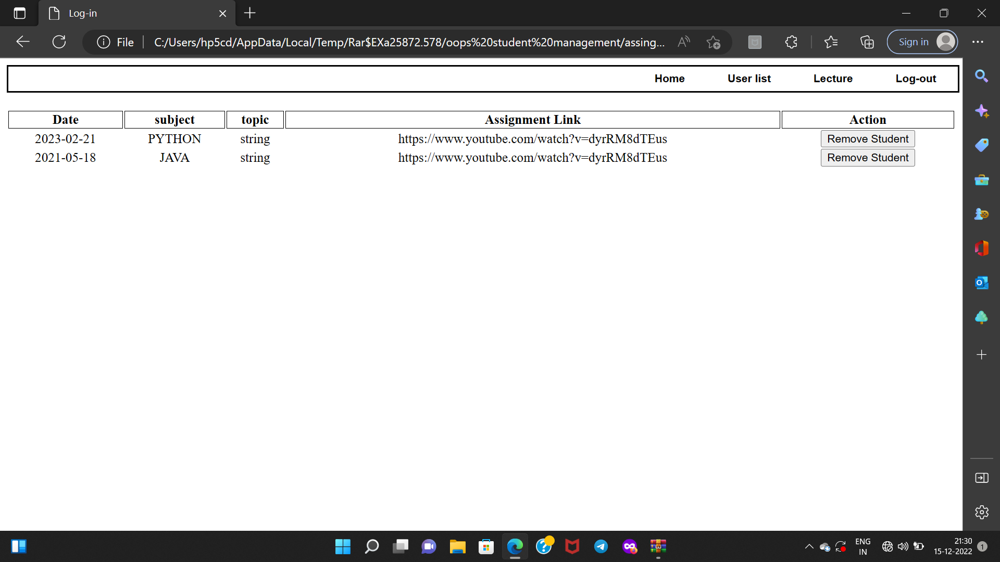 Log-in
File C:/Users/hp5cd/AppData/Local/Temp/Rar$EXa25872.578/oops%20student%20management/assing... A Sign in
Home User list Lecture Log-out
Date subject topic Assignment Link Action
2023-02-21 PYTHON string https://www.youtube.com/watch?v=dyrRM8dTEus Remove Student
2021-05-18 JAVA string https://www.youtube.com/watch?v=dyrRM8dTEus Remove Student
ENG 21:30
IN 15-12-2022 1